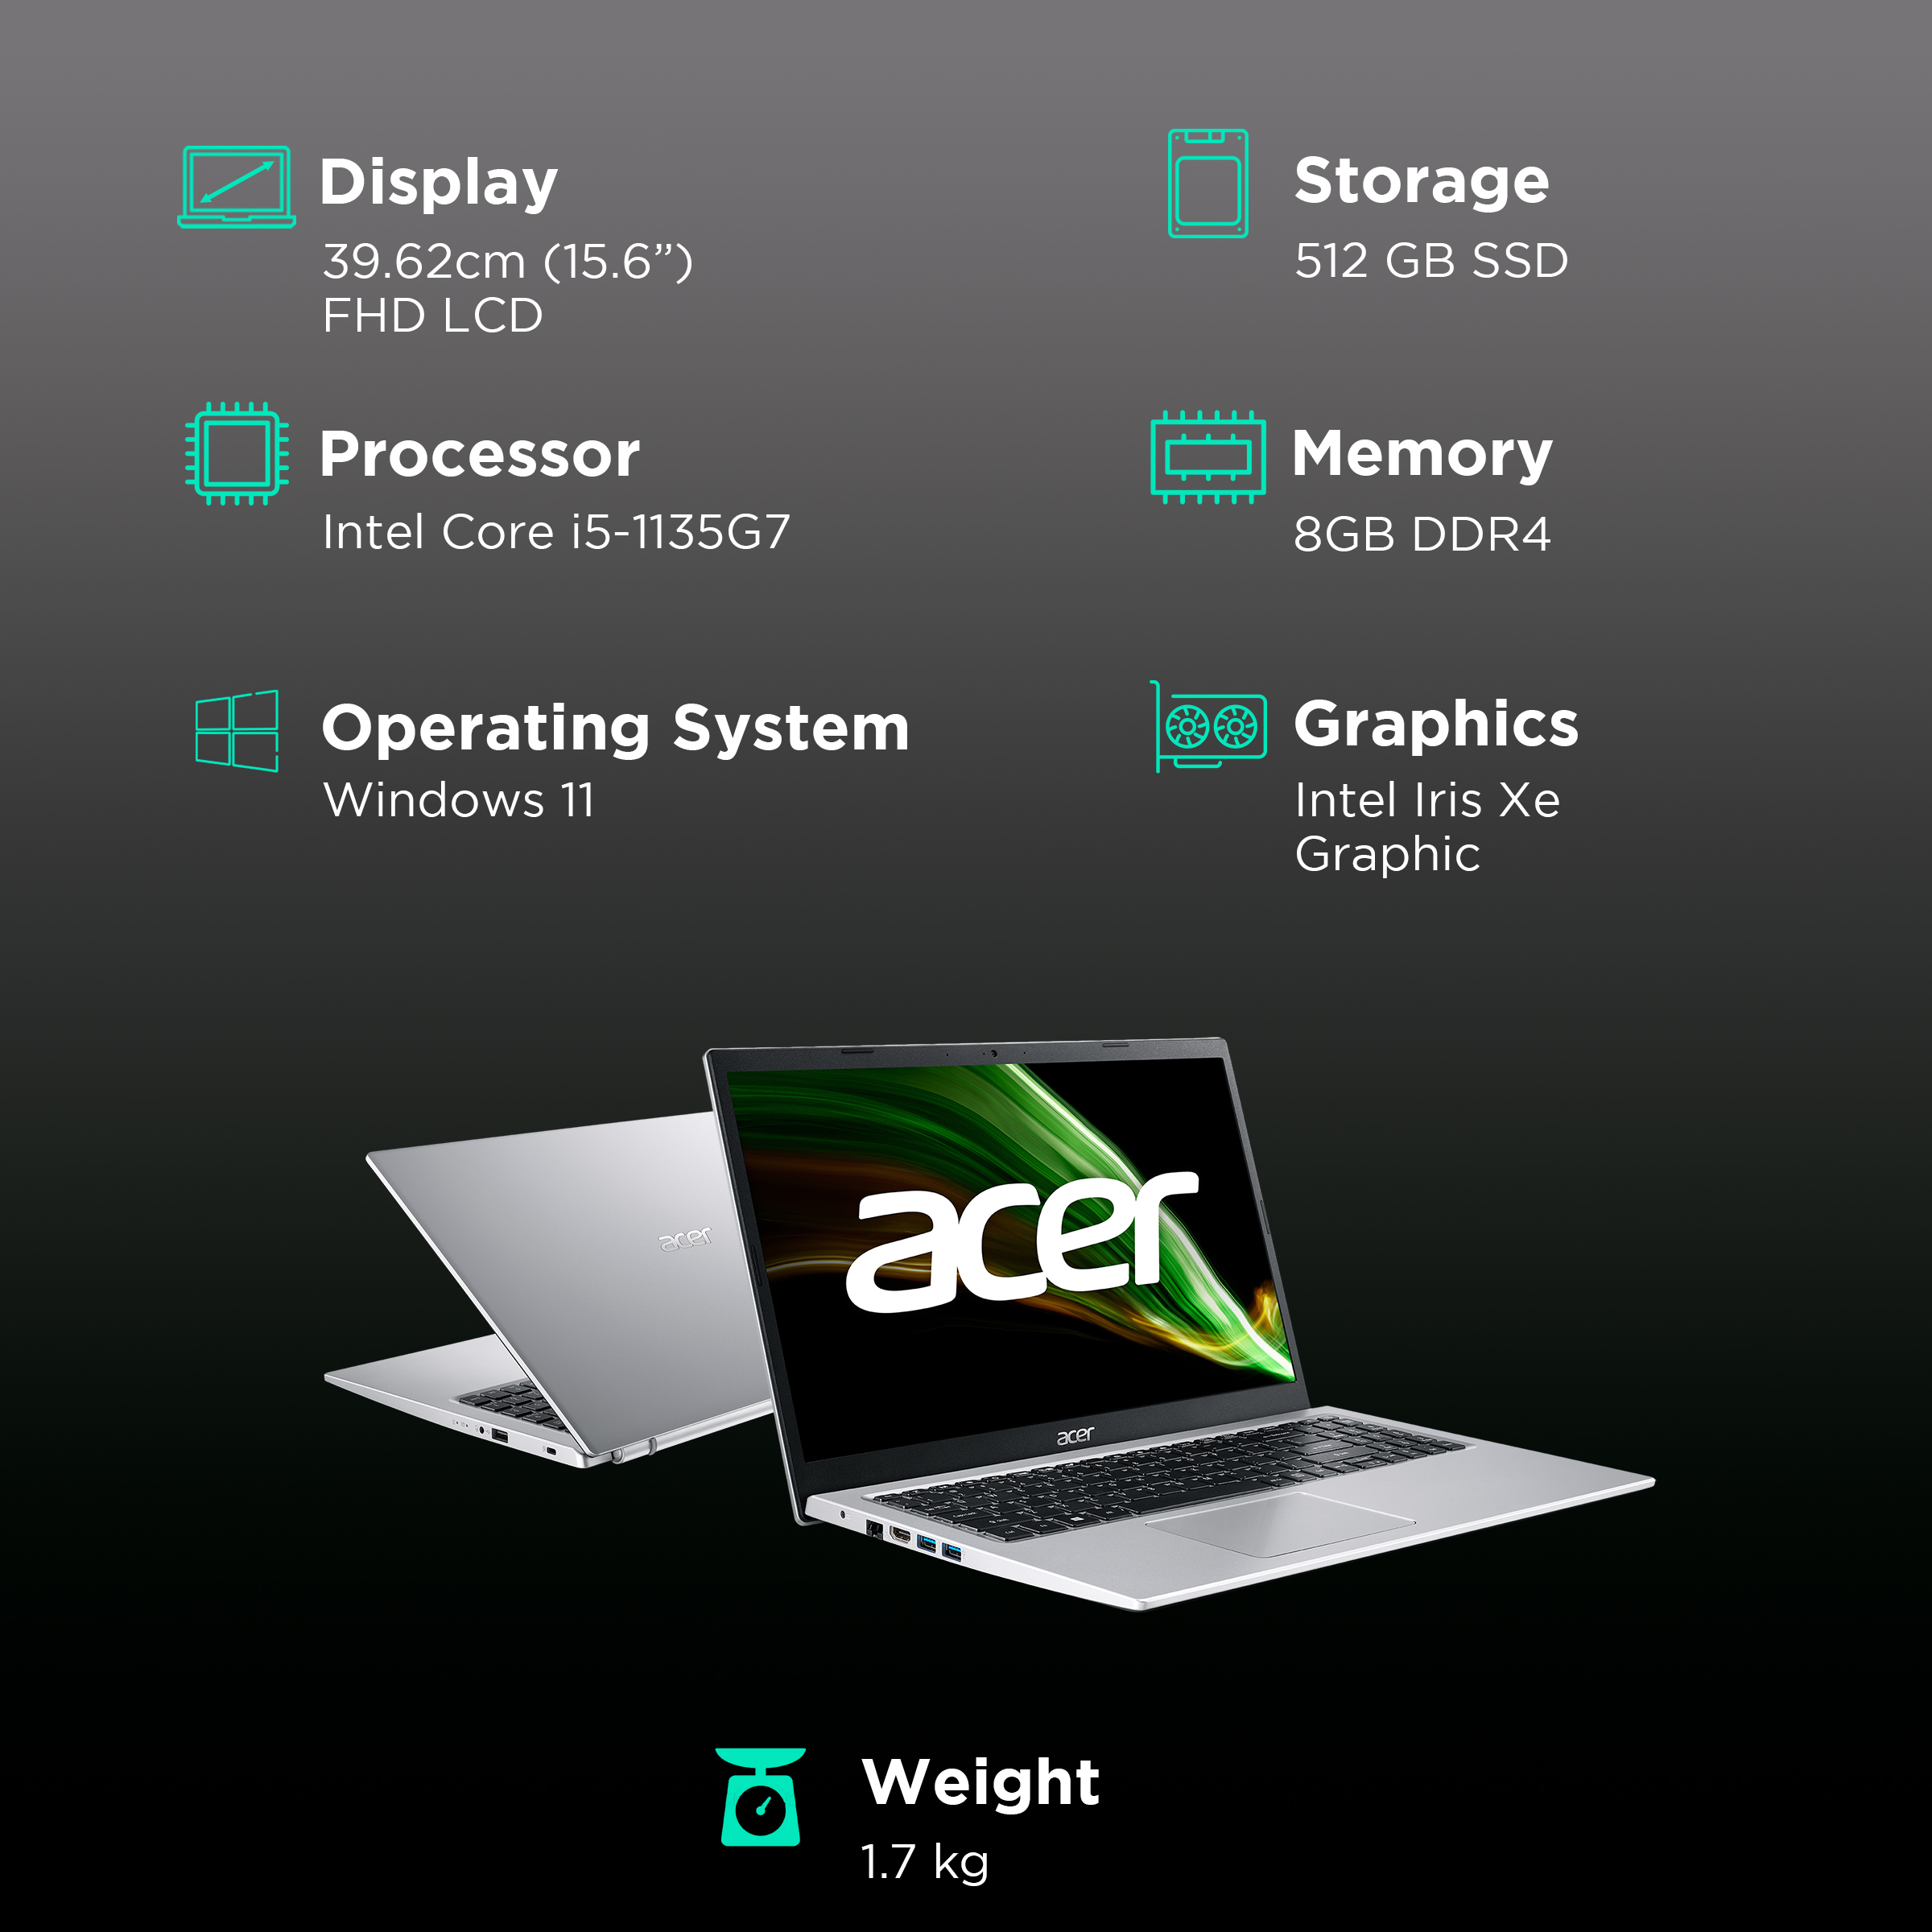 Display
39.62cm (15.6”)
FHD LCD
Storage
512 GB SSD
Processor
Intel Core i5-1135G7
Memory
8GB DDR4
Operating System
Windows 11
Graphics
Intel Iris Xe
Graphic
acer
acer
acer
Weight
1.7 kg